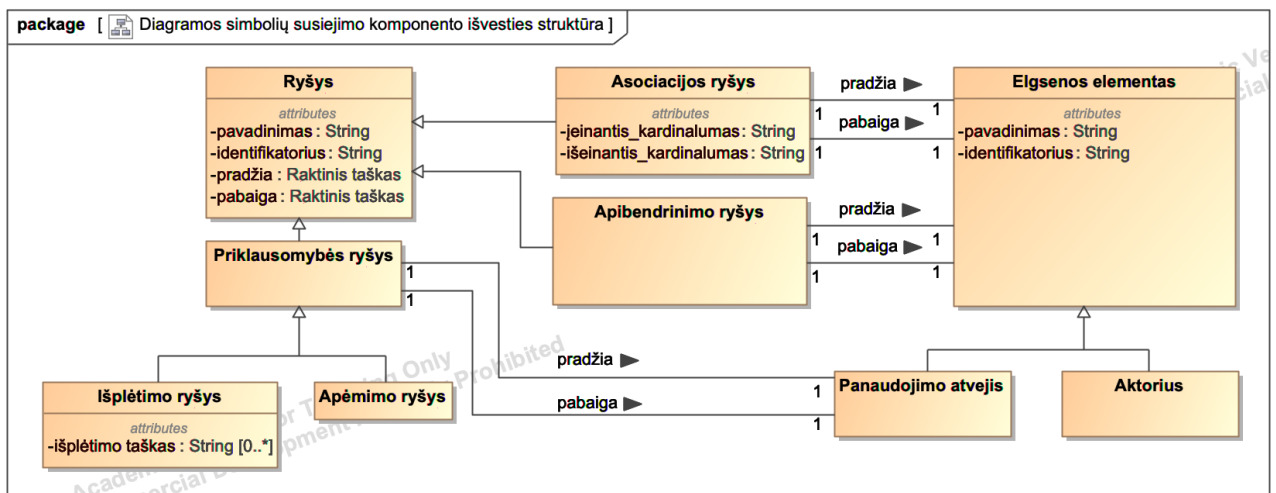 package [ Diagramos simbolių susiejimo komponento išvesties struktūra ]
Ryšys
attributes
-pavadinimas : String
-identifikatorius : String
-pradžia : Raktinis taškas
-pabaiga : Raktinis taškas
Asociacijos ryšys
attributes
-įeinantis_kardinalumas : String
-išeinantis_kardinalumas : String
pradžia
1 1
pabaiga
1 1
Elgsenos elementas
attributes
-pavadinimas : String
-identifikatorius : String
Apibendrinimo ryšys
pradžia
1 1
pabaiga
1 1
Priklausomybės ryšys
1
1
Išplėtimo ryšys
attributes
-išplėtimo taškas : String [0..*]
Apėmimo ryšys
pradžia
1
pabaiga
1
Panaudojimo atvejis
Aktorius
Only
Prohibited